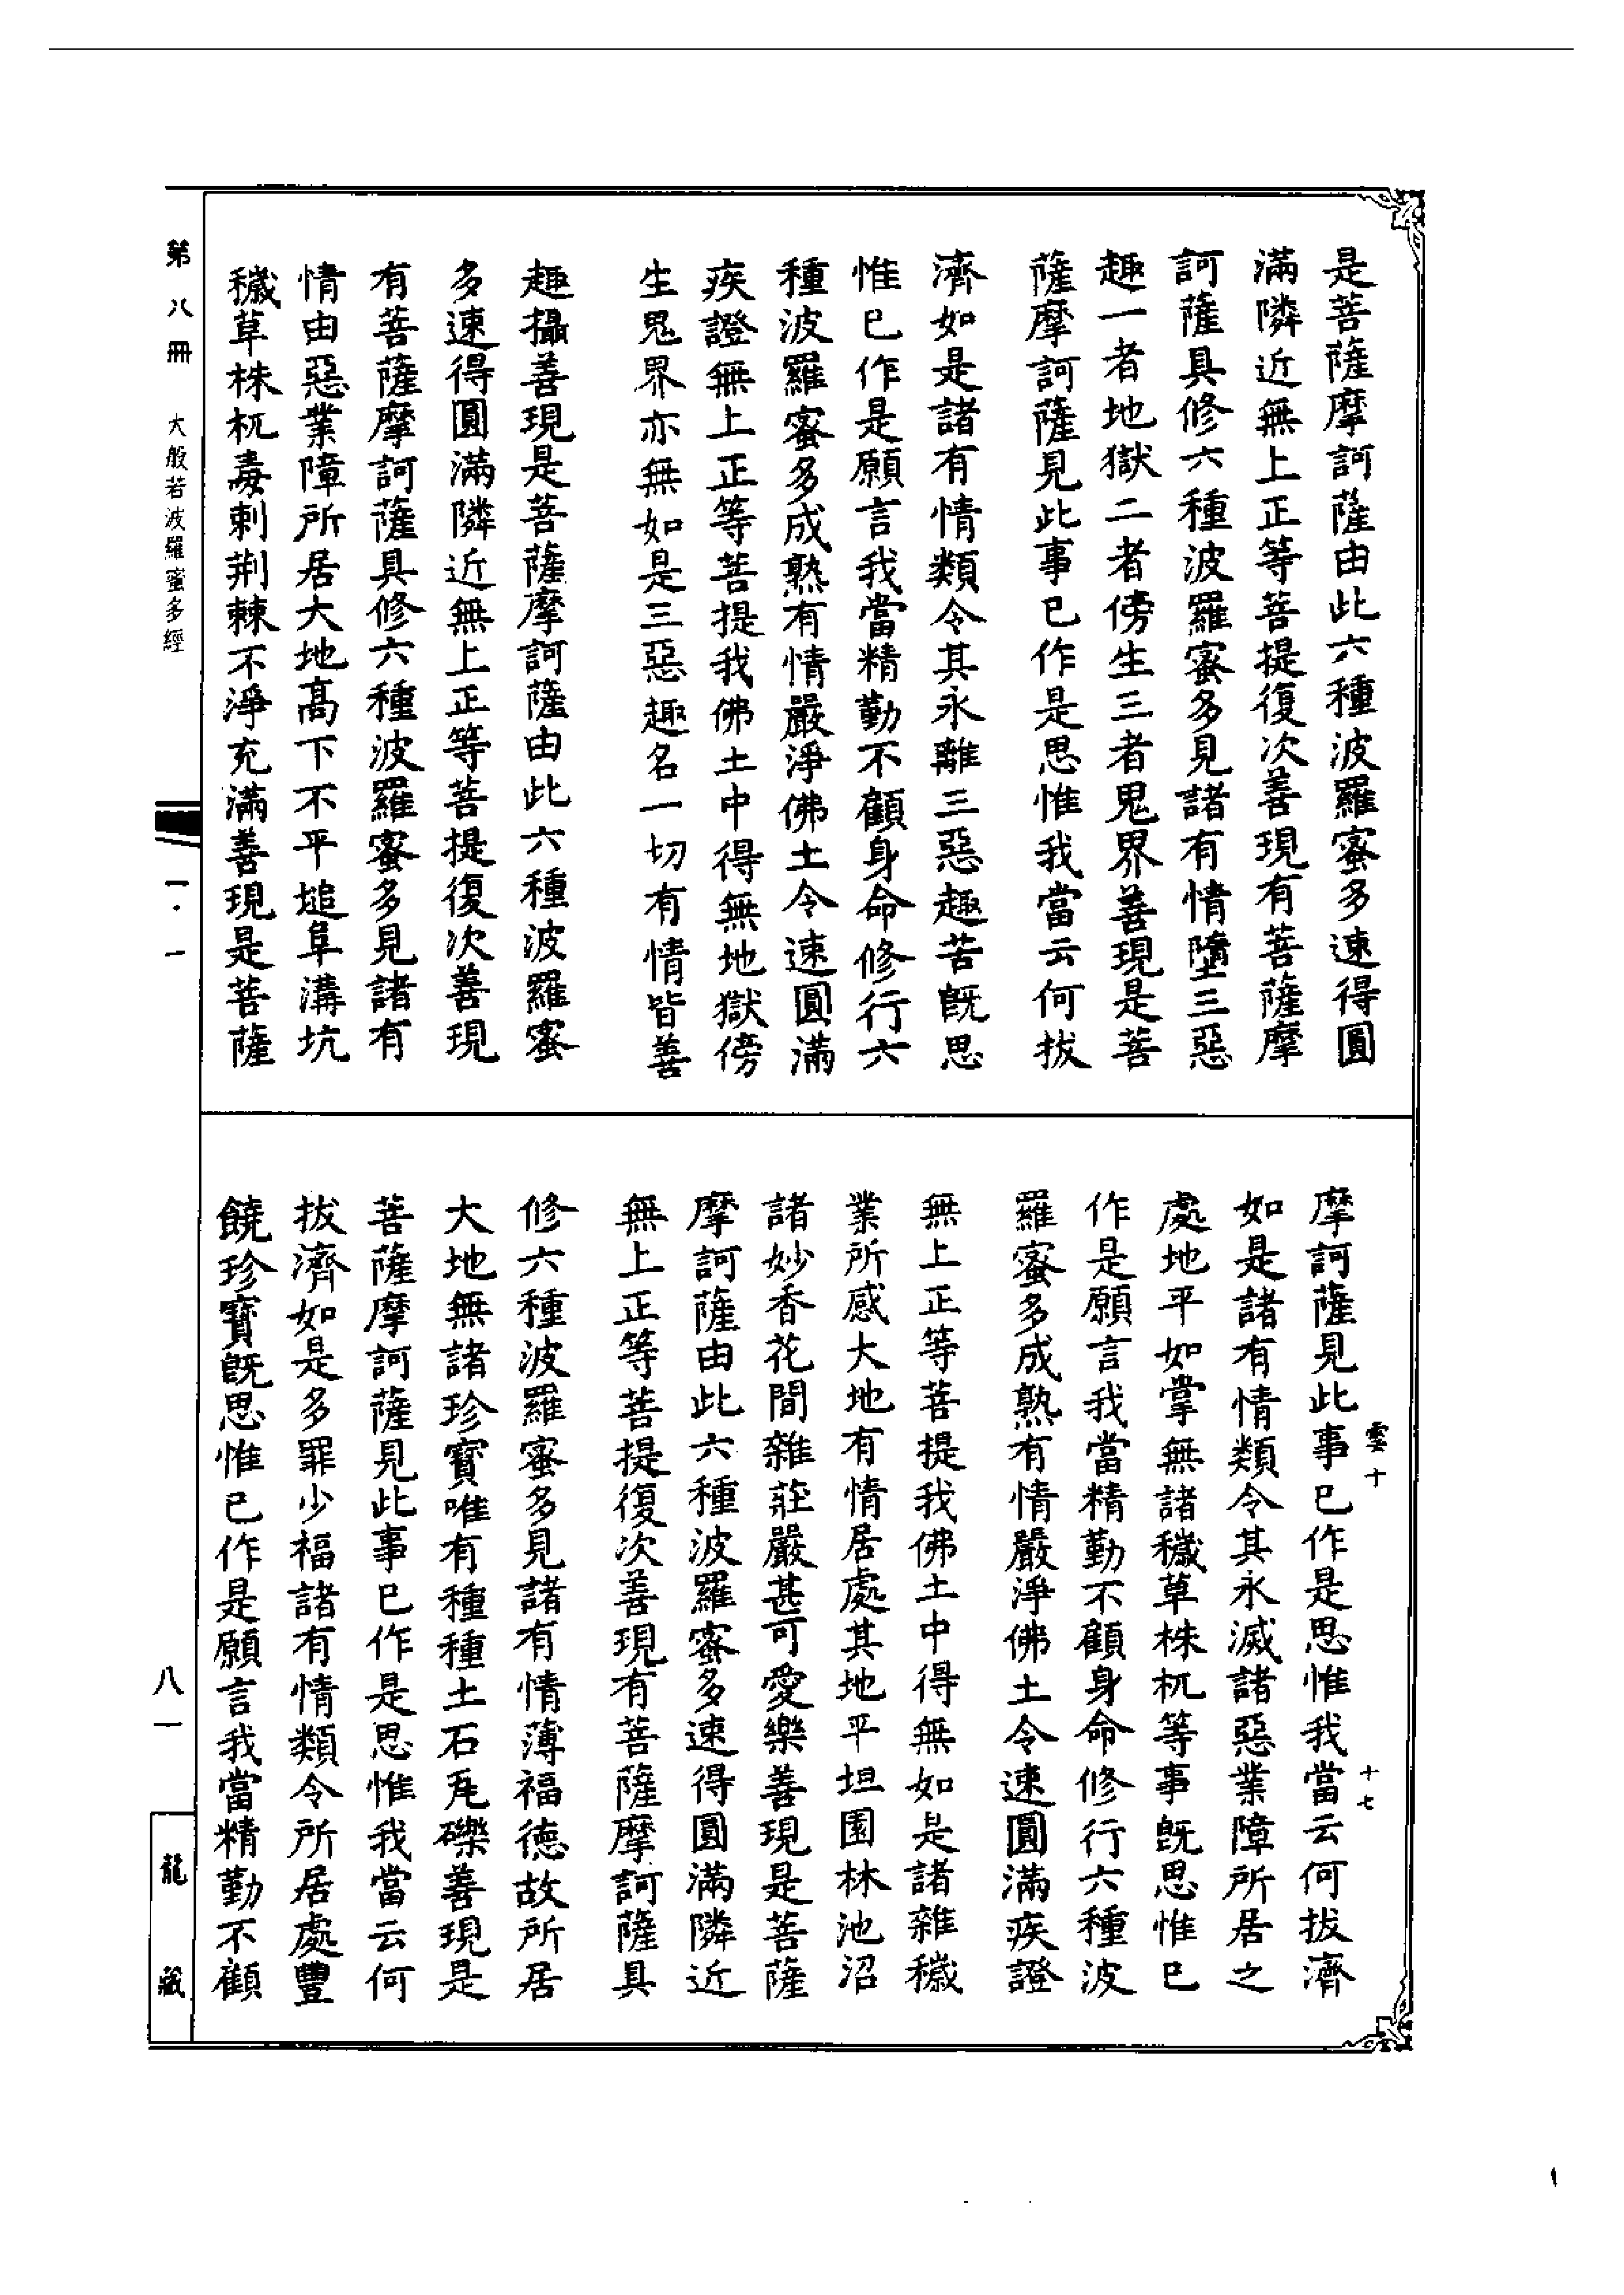 是菩薩摩訶薩由此六種波羅蜜多速得圓
滿隣近無上正等菩提復次善現有菩薩摩
訶薩具修六種波羅蜜多見諸有情墮三惡
趣一者地獄二者傍生三者鬼界善現是菩
薩摩訶薩見此事已作是思惟我當云何拔
濟如是諸有情類令其永離三惡趣苦既思
惟已作是願言我當精勤不顧身命修行六
種波羅蜜多成熟有情嚴淨佛土令速圓滿
疾證無上正等菩提我佛土中得無地獄傍
生鬼界亦無如是三惡趣名一切有情皆善
趣攝善現是菩薩摩訶薩由此六種波羅蜜
多速得圓滿隣近無上正等菩提復次善現
有菩薩摩訶薩具修六種波羅蜜多見諸有
情由惡業障所居大地高下不平塠阜溝坑
穢草株杌毒刺荆棘不淨充滿善現是菩薩
摩訶薩見此事已作是思惟我當云何拔濟
如是諸有情類令其永滅諸惡業障所居之
處地平如掌無諸穢草株杌等事既思惟已
作是願言我當精勤不顧身命修行六種波
羅蜜多成熟有情嚴淨佛土令速圓滿疾證
無上正等菩提我佛土中得無如是諸雜穢
業所感大地有情居處其地平坦園林池沼
諸妙香花間雜莊嚴甚可愛樂善現是菩薩
摩訶薩由此六種波羅蜜多速得圓滿隣近
無上正等菩提復次善現有菩薩摩訶薩具
修六種波羅蜜多見諸有情薄福德故所居
大地無諸珍寶唯有種種土石瓦礫善現是
菩薩摩訶薩見此事已作是思惟我當云何
拔濟如是多罪少福諸有情類令所居處豐
饒珍寶既思惟已作是願言我當精勤不顧
雲十
十七
第八冊 大般若波羅蜜多經
一·一
八一
龍藏